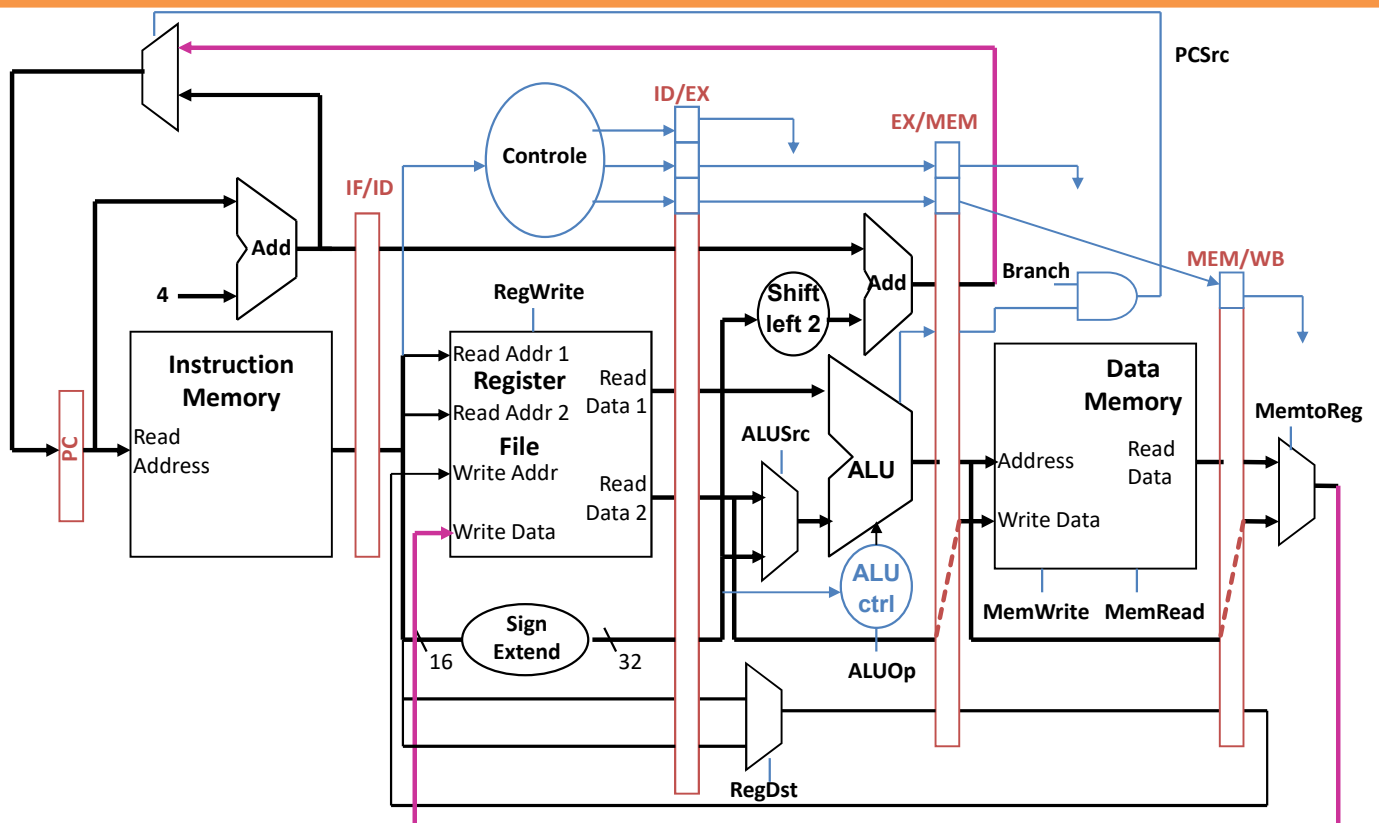 PCSrc
ID/EX
EX/MEM
Controle
IF/ID
Add
MEM/WB
Branch
Add
4
RegWrite
Shift
left 2
Instruction
Memory
Read Addr 1
Register
Read
Data 1
Data
Memory
MemtoReg
Read Addr 2
PC
Read
Address
File
ALUSrc
Write Addr
ALU
Address
Read
Data
Read
Data 2
Write Data
Write Data
ALU
ctrl
MemWrite
MemRead
Sign
Extend
16
32
ALUOp
RegDst